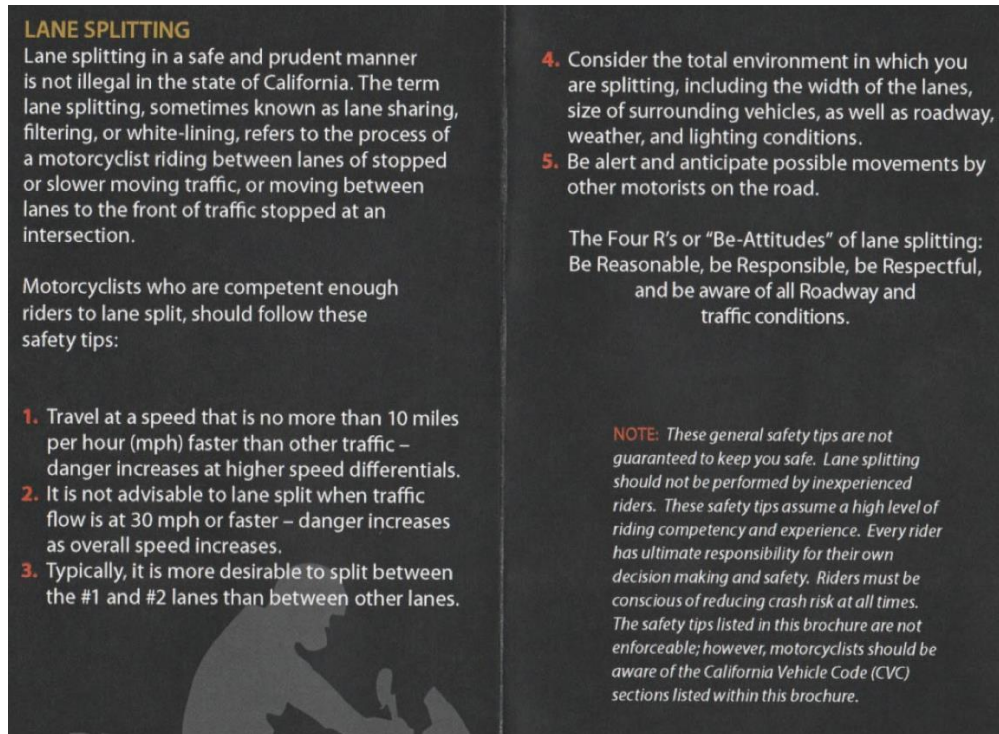 LANE SPLITTING
Lane splitting in a safe and prudent manner
is not illegal in the state of California. The term
lane splitting, sometimes known as lane sharing,
filtering, or white-lining, refers to the process of
a motorcyclist riding between lanes of stopped
or slower moving traffic, or moving between
lanes to the front of traffic stopped at an
intersection.
Motorcyclists who are competent enough
riders to lane split, should follow these
safety tips:
1. Travel at a speed that is no more than 10 miles
per hour (mph) faster than other traffic –
danger increases at higher speed differentials.
2. It is not advisable to lane split when traffic
flow is at 30 mph or faster – danger increases
as overall speed increases.
3. Typically, it is more desirable to split between
the #1 and #2 lanes than between other lanes.
4. Consider the total environment in which you
are splitting, including the width of the lanes,
size of surrounding vehicles, as well as roadway,
weather, and lighting conditions.
5. Be alert and anticipate possible movements by
other motorists on the road.
The Four R's or “Be-Attitudes” of lane splitting:
Be Reasonable, be Responsible, be Respectful,
and be aware of all Roadway and
traffic conditions.
NOTE: These general safety tips are not
guaranteed to keep you safe. Lane splitting
should not be performed by inexperienced
riders. These safety tips assume a high level of
riding competency and experience. Every rider
has ultimate responsibility for their own
decision making and safety. Riders must be
conscious of reducing crash risk at all times.
The safety tips listed in this brochure are not
enforceable; however, motorcyclists should be
aware of the California Vehicle Code (CVC)
sections listed within this brochure.